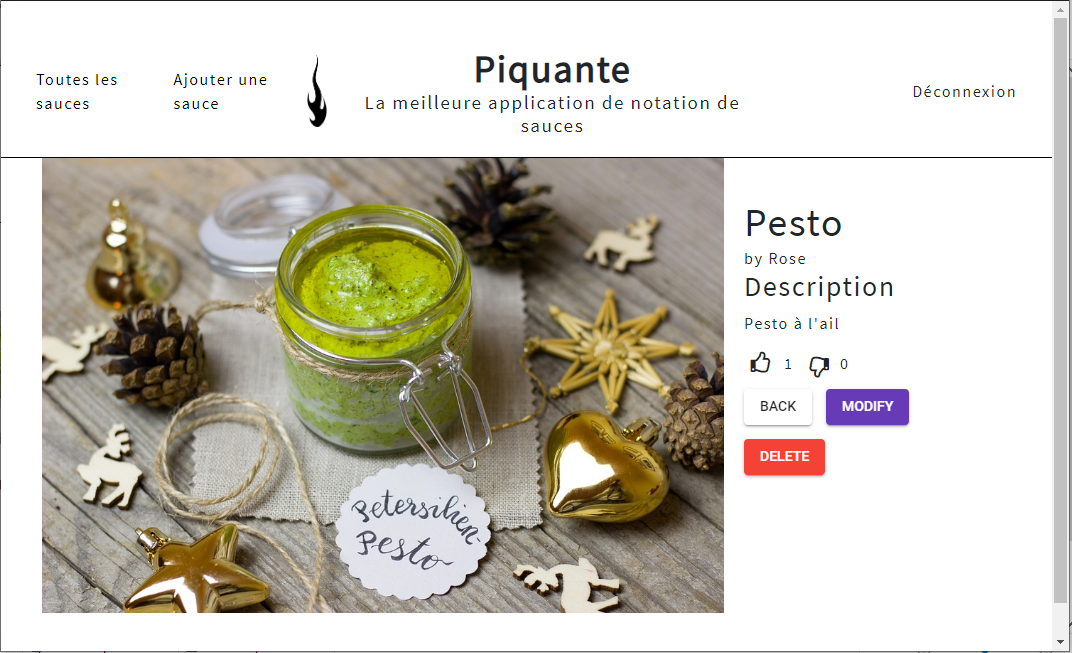 Toutes les
sauces
Ajouter une
sauce
Piquante
La meilleure application de notation de
sauces
Déconnexion
Pesto
by Rose
Description
Pesto à l'ail
1 0
BACK MODIFY
DELETE
Petersilien-
Pesto